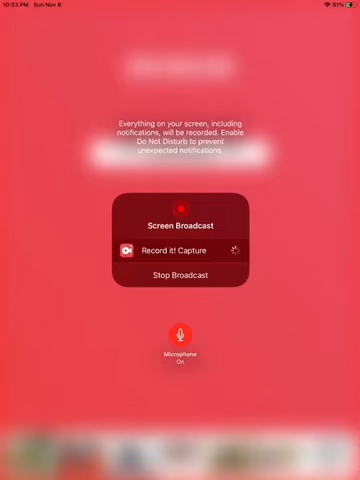 10:53 PM Sun Nov 8 61%
Everything on your screen, including
notifications, will be recorded. Enable
Do Not Disturb to prevent
unexpected notifications.
Screen Broadcast
Record it! Capture
Stop Broadcast
Microphone
On